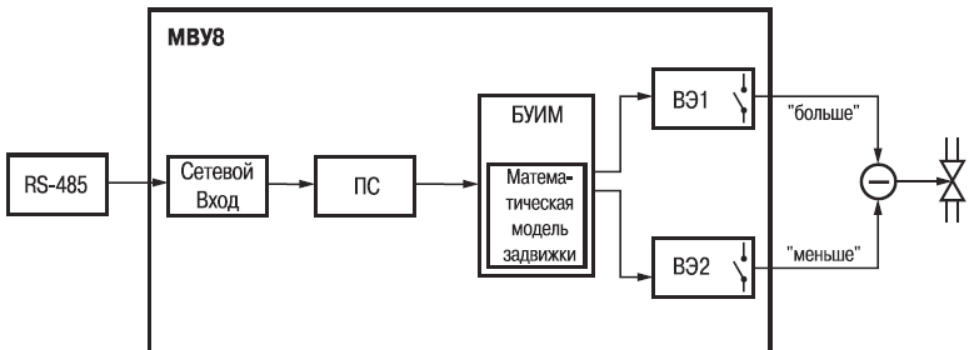 МВУ8
RS-485
Сетевой
Вход
ПС
БУИМ
Матема-
тическая
модель
задвижки
ВЭ1
"больше"
ВЭ2
"меньше"